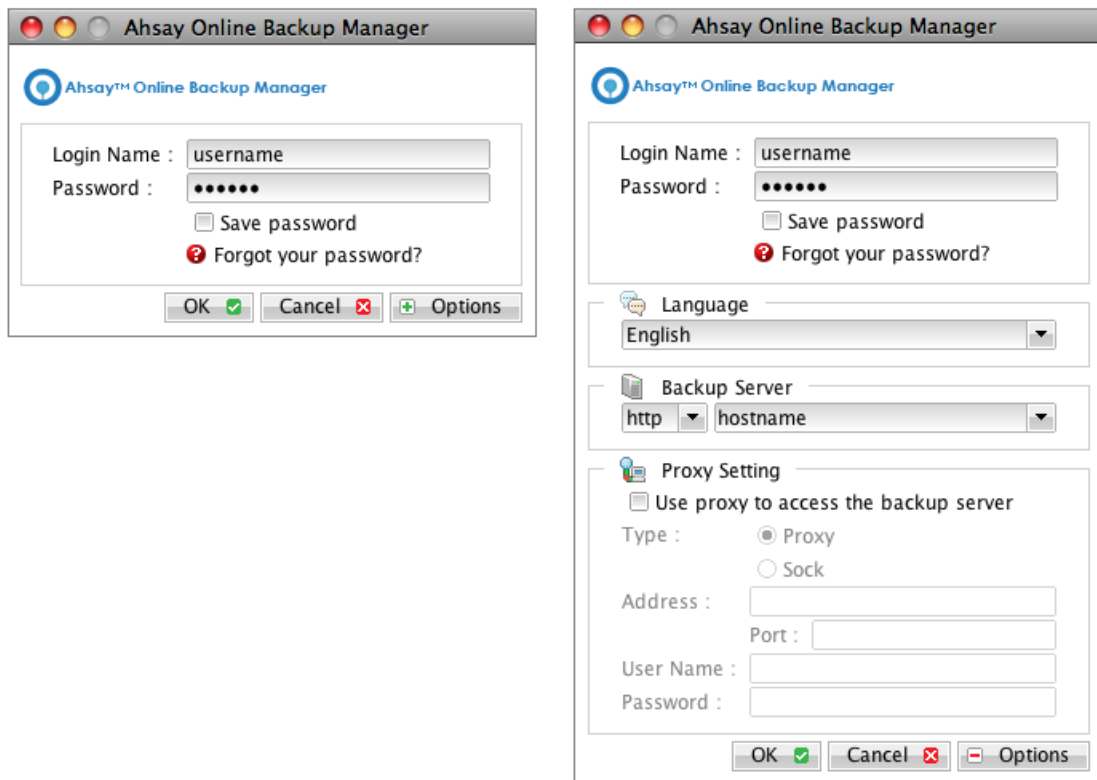 Ahsay Online Backup Manager
Ahsay™ Online Backup Manager
Login Name : username
Password : ••••••
Save password
Forgot your password?
OK Cancel Options
Ahsay Online Backup Manager
Ahsay™ Online Backup Manager
Login Name : username
Password : ••••••
Save password
Forgot your password?
Language
English
Backup Server
http hostname
Proxy Setting
Use proxy to access the backup server
Type : Proxy
Sock
Address :
Port :
User Name :
Password :
OK Cancel Options